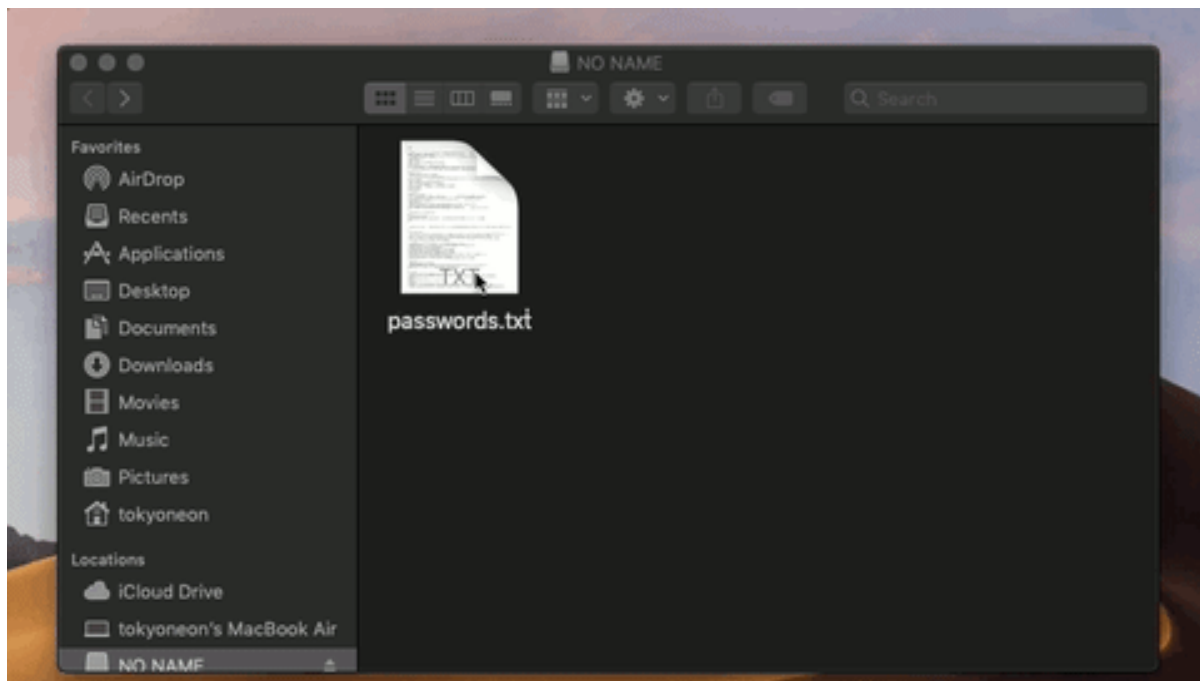 NO NAME
Search
Favorites
AirDrop
Recents
Applications
Desktop
Documents
Downloads
Movies
Music
Pictures
tokyoneon
Locations
iCloud Drive
tokyoneon's MacBook Air
NO NAME
TXT
passwords.txt